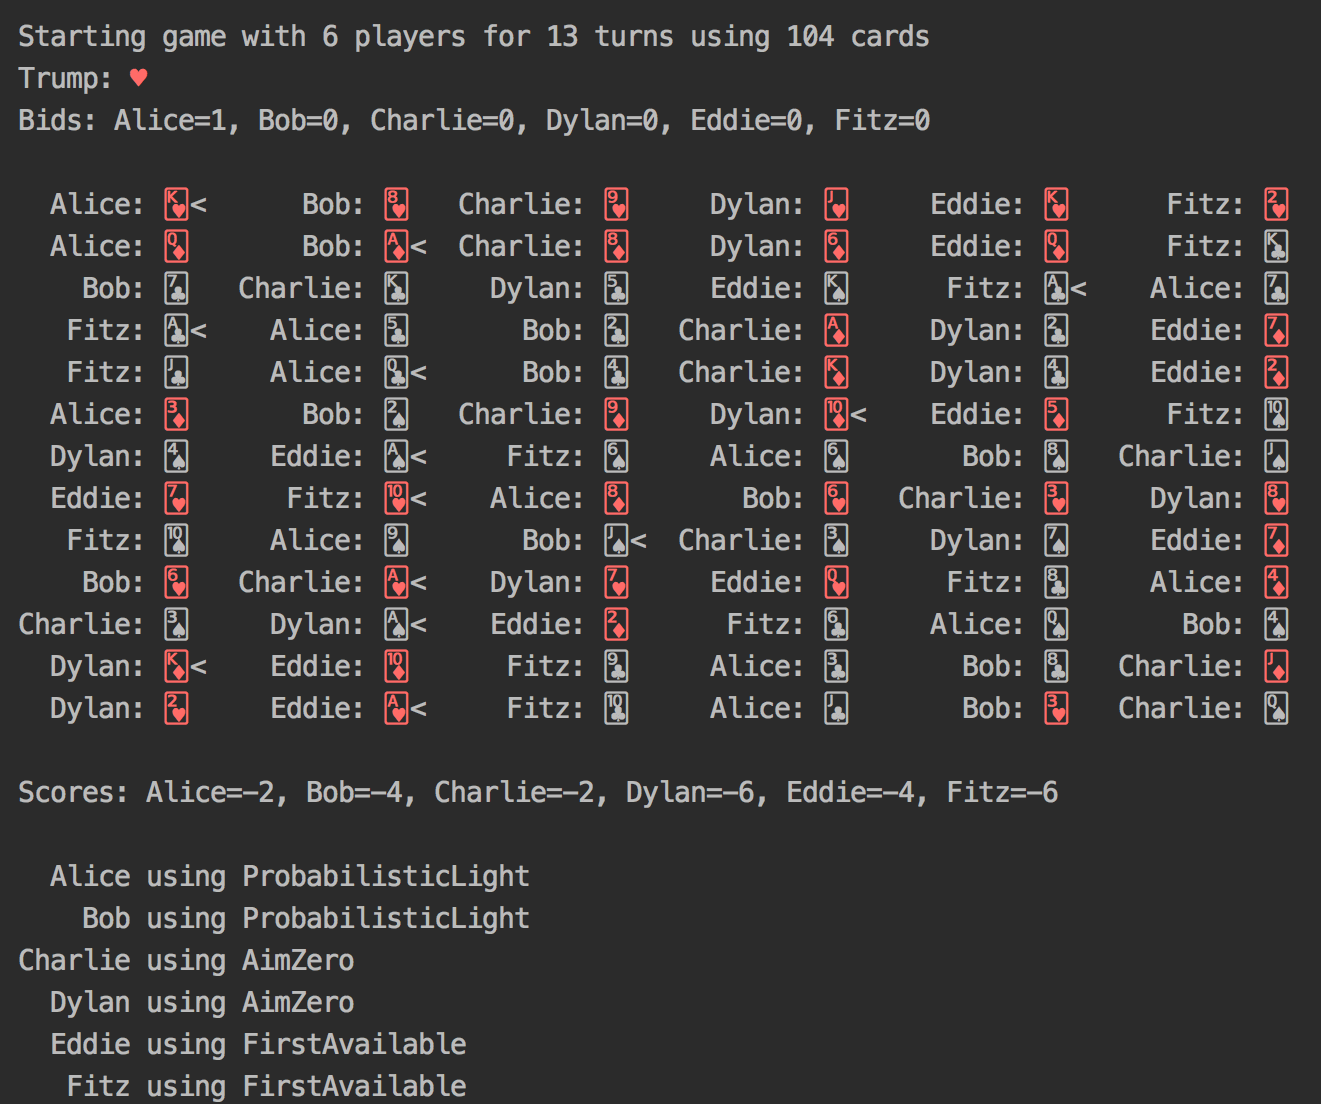 Starting game with 6 players for 13 turns using 104 cards
Trump: ♥
Bids: Alice=1, Bob=0, Charlie=0, Dylan=0, Eddie=0, Fitz=0
Alice: K♥< Bob: 8♥ Charlie: 9♥ Dylan: J♥ Eddie: K♥ Fitz: 2♥
Alice: Q♦ Bob: A♦< Charlie: 8♦ Dylan: 6♦ Eddie: Q♦ Fitz: K♣
Bob: 7♣ Charlie: K♣ Dylan: 5♣ Eddie: K♠ Fitz: A♣< Alice: 7♣
Fitz: A♣< Alice: 5♣ Bob: 2♣ Charlie: A♦ Dylan: 2♣ Eddie: 7♦
Fitz: J♣ Alice: Q♣< Bob: 4♣ Charlie: K♦ Dylan: 4♣ Eddie: 2♦
Alice: 3♦ Bob: 2♠ Charlie: 9♦ Dylan: 10♦< Eddie: 5♦ Fitz: 10♠
Dylan: 4♠ Eddie: A♠< Fitz: 6♠ Alice: 6♠ Bob: 8♠ Charlie: J♠
Eddie: 7♥ Fitz: 10♥< Alice: 8♦ Bob: 6♥ Charlie: 3♥ Dylan: 8♥
Fitz: 10♠ Alice: 9♠ Bob: J♠< Charlie: 3♠ Dylan: 7♠ Eddie: 7♦
Bob: 6♥ Charlie: A♥< Dylan: 7♥ Eddie: Q♥ Fitz: 8♣ Alice: 4♦
Charlie: 3♠ Dylan: A♠< Eddie: 2♦ Fitz: 6♣ Alice: Q♠ Bob: 4♠
Dylan: K♦< Eddie: 10♦ Fitz: 9♣ Alice: 3♣ Bob: 8♣ Charlie: J♦
Dylan: 2♥ Eddie: A♥< Fitz: 10♣ Alice: J♣ Bob: 3♥ Charlie: Q♠
Scores: Alice=-2, Bob=-4, Charlie=-2, Dylan=-6, Eddie=-4, Fitz=-6
Alice using ProbabilisticLight
Bob using ProbabilisticLight
Charlie using AimZero
Dylan using AimZero
Eddie using FirstAvailable
Fitz using FirstAvailable